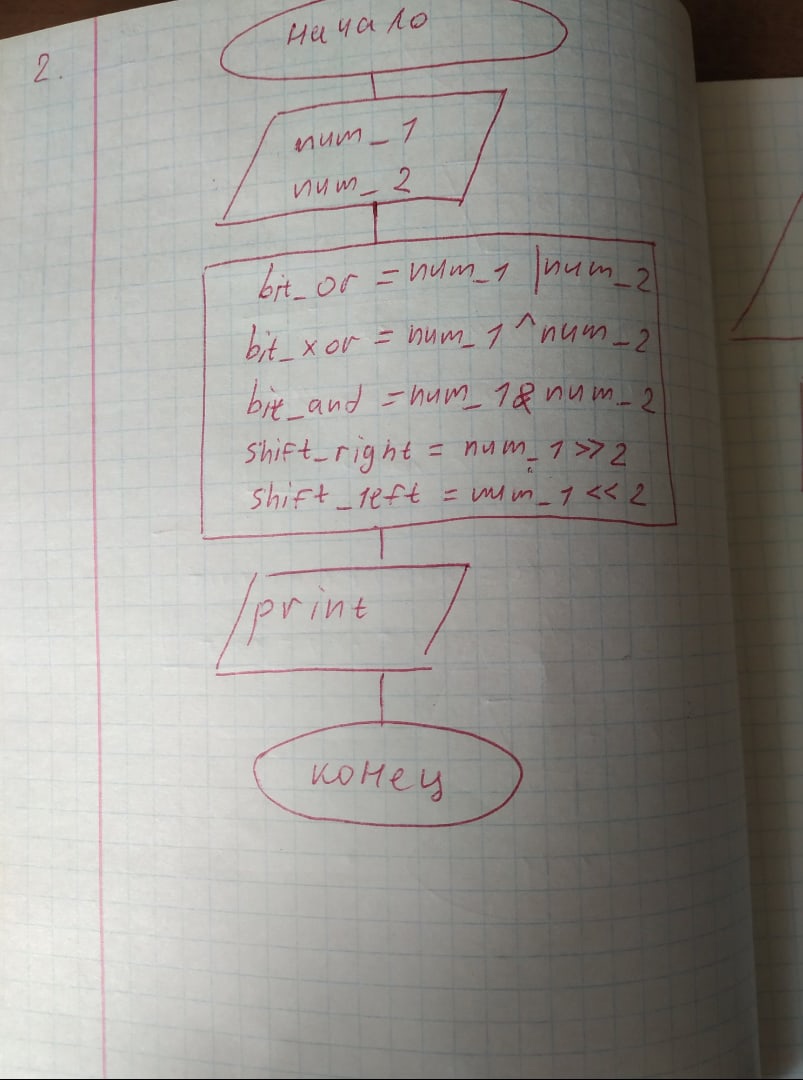 2.
начало
num_1
num_2
bit_or = num_1 | num_2
bit_xor = num_1 ^ num_2
bit_and = num_1 & num_2
shift_right = num_1 >> 2
shift_left = num_1 << 2
print
конец